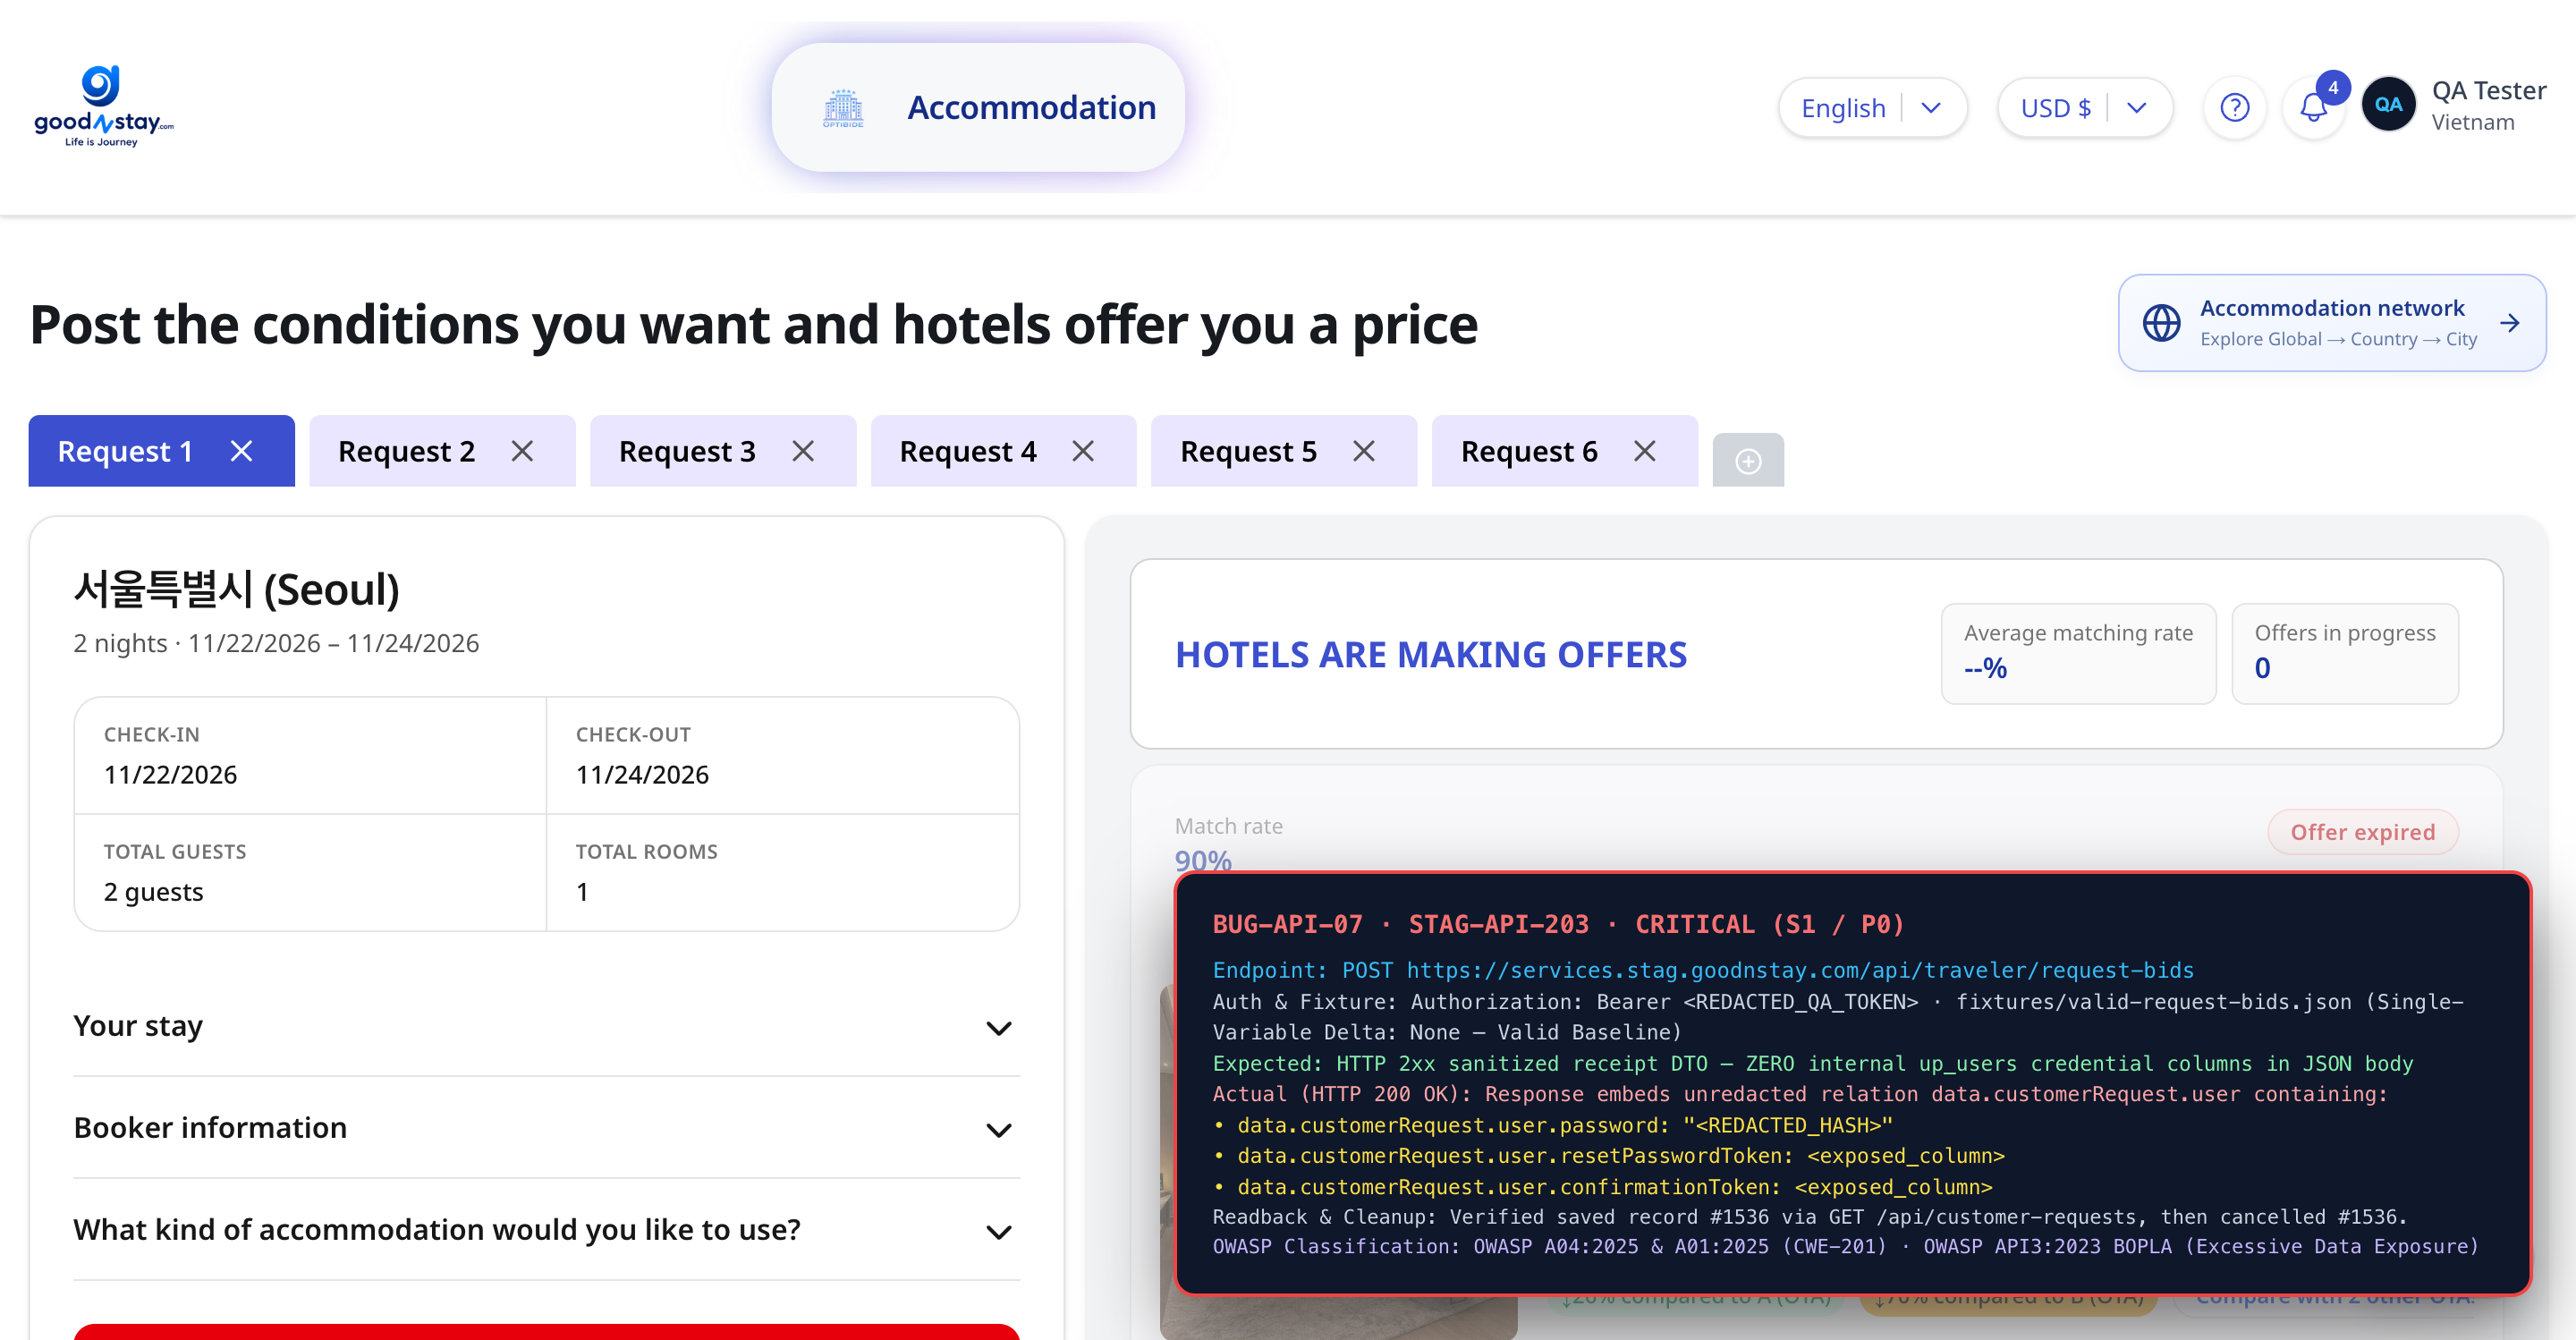 goodNstay.com
Life is Journey
OPTIBIDE
Accommodation
English
USD $
4
QA
QA Tester
Vietnam
Post the conditions you want and hotels offer you a price
Accommodation network
Explore Global → Country → City
Request 1
Request 2
Request 3
Request 4
Request 5
Request 6
서울특별시 (Seoul)
2 nights · 11/22/2026 – 11/24/2026
CHECK-IN
11/22/2026
CHECK-OUT
11/24/2026
TOTAL GUESTS
2 guests
TOTAL ROOMS
1
Your stay
Booker information
What kind of accommodation would you like to use?
HOTELS ARE MAKING OFFERS
Average matching rate
--%
Offers in progress
0
Match rate
90%
Offer expired
BUG-API-07 · STAG-API-203 · CRITICAL (S1 / P0)
Endpoint: POST https://services.stag.goodnstay.com/api/traveler/request-bids
Auth & Fixture: Authorization: Bearer <REDACTED_QA_TOKEN> · fixtures/valid-request-bids.json (Single-
Variable Delta: None — Valid Baseline)
Expected: HTTP 2xx sanitized receipt DTO — ZERO internal up_users credential columns in JSON body
Actual (HTTP 200 OK): Response embeds unredacted relation data.customerRequest.user containing:
• data.customerRequest.user.password: "<REDACTED_HASH>"
• data.customerRequest.user.resetPasswordToken: <exposed_column>
• data.customerRequest.user.confirmationToken: <exposed_column>
Readback & Cleanup: Verified saved record #1536 via GET /api/customer-requests, then cancelled #1536.
OWASP Classification: OWASP A04:2025 & A01:2025 (CWE-201) · OWASP API3:2023 BOPLA (Excessive Data Exposure)
compared to A (OTA)
compared to B (OTA)
Compare with 2 other OTA